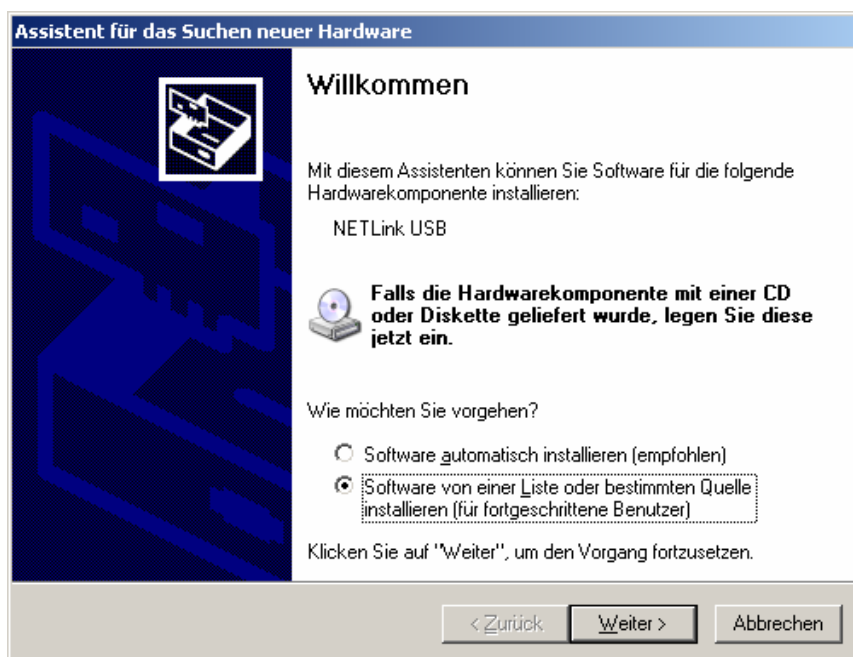 Assistent für das Suchen neuer Hardware
Willkommen
Mit diesem Assistenten können Sie Software für die folgende
Hardwarekomponente installieren:
NETLink USB
Falls die Hardwarekomponente mit einer CD
oder Diskette geliefert wurde, legen Sie diese
jetzt ein.
Wie möchten Sie vorgehen?
Software automatisch installieren (empfohlen)
Software von einer Liste oder bestimmten Quelle
installieren (für fortgeschrittene Benutzer)
Klicken Sie auf "Weiter", um den Vorgang fortzusetzen.
< Zurück
Weiter >
Abbrechen